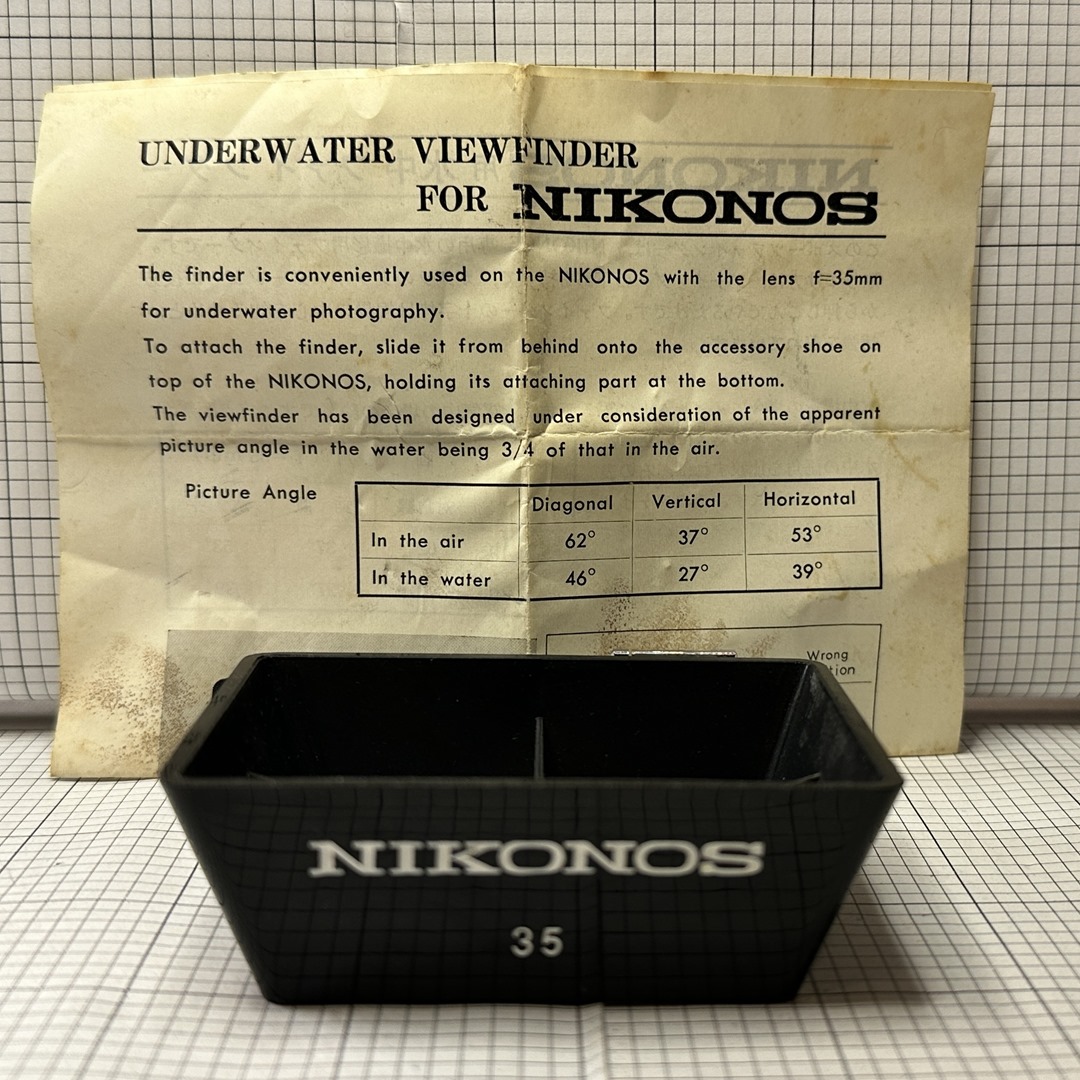 UNDERWATER VIEWFINDER
FOR NIKONOS
The finder is conveniently used on the NIKONOS with the lens f=35mm
for underwater photography.
To attach the finder, slide it from behind onto the accessory shoe on
top of the NIKONOS, holding its attaching part at the bottom.
The viewfinder has been designed under consideration of the apparent
picture angle in the water being 3/4 of that in the air.
Picture Angle
Diagonal Vertical Horizontal
In the air 62° 37° 53°
In the water 46° 27° 39°
Wrong
NIKONOS
35